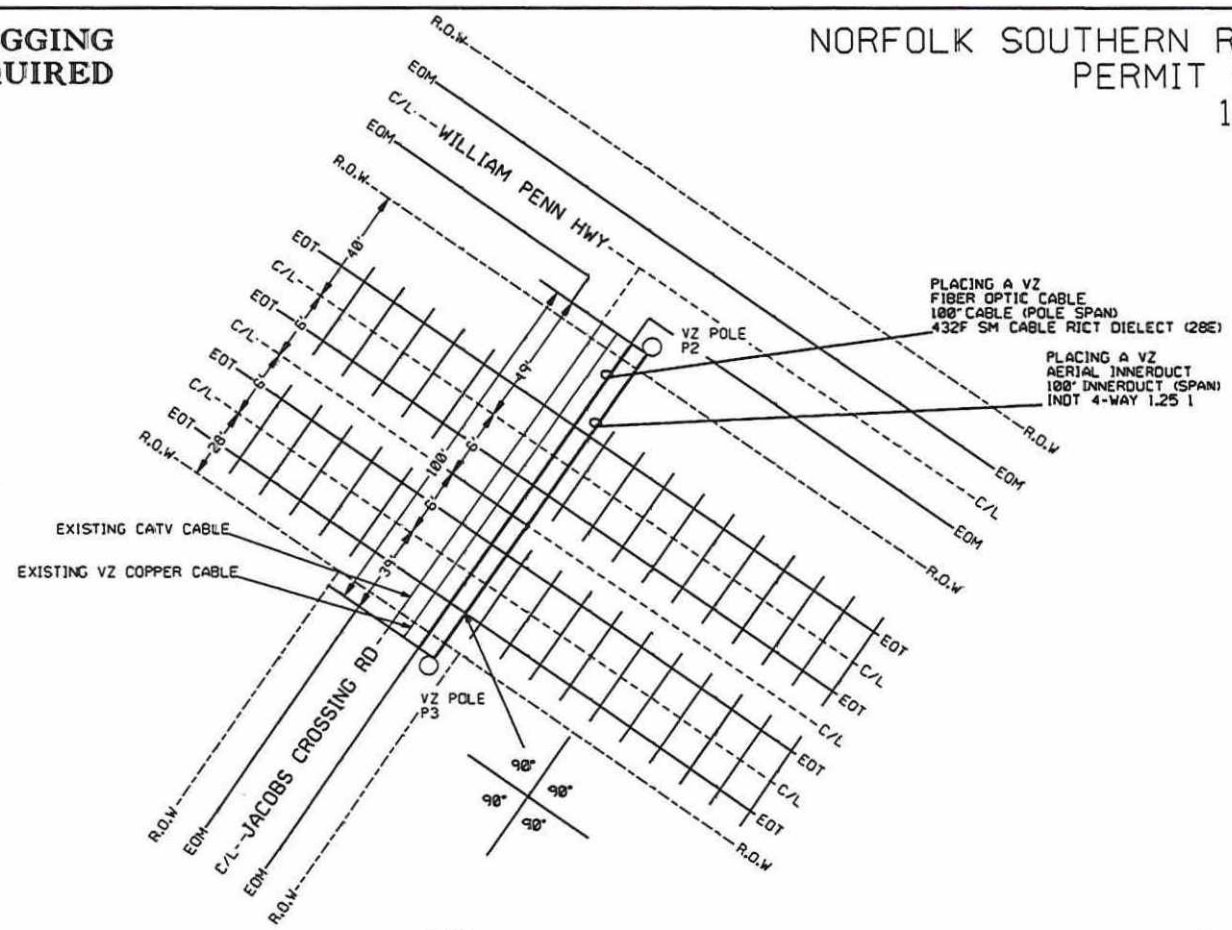 GGING
QUIRED
NORFOLK SOUTHERN R
PERMIT
1
R.O.W.
EOM
C/L
WILLIAM PENN HWY
EOM
R.O.W.
EOT
C/L
EOT
C/L
EOT
C/L
EOT
R.O.W.
40'
6'
6'
28'
49'
6'
100'
6'
39'
VZ POLE
P2
PLACING A VZ
FIBER OPTIC CABLE
100' CABLE (POLE SPAN)
432F SM CABLE RICT DIELECT (28E)
PLACING A VZ
AERIAL INNERDUCT
100' INNERDUCT (SPAN)
INDT 4-WAY 1.25 1
R.O.W
EOM
C/L
EOM
R.O.W
EOT
C/L
EOT
C/L
EOT
C/L
EOT
R.O.W
EXISTING CATV CABLE
EXISTING VZ COPPER CABLE
VZ POLE
P3
90°
90°
90°
90°
R.O.W
EOM
C/L
JACOBS CROSSING RD
EOM
R.O.W